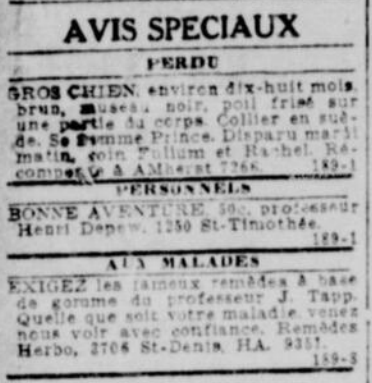 AVIS SPECIAUX
PERDU
GROS CHIEN, environ dix-huit mois,
brun, museau noir, poil frisé sur
une partie du corps. Collier en suè-
de. Se nomme Prince. Disparu mardi
matin, coin Fullum et Rachel. Ré-
compense à AMherst 7266. 189-1
PERSONNELS
BONNE AVENTURE, 50c, professeur
Henri Depew, 1250 St-Timothée.
189-1
AUX MALADES
EXIGEZ les fameux remèdes à base
de gomme du professeur J. Tapp.
Quelle que soit votre maladie, venez
nous voir avec confiance. Remèdes
Herbo, 3706 St-Denis, HA. 9351.
189-8